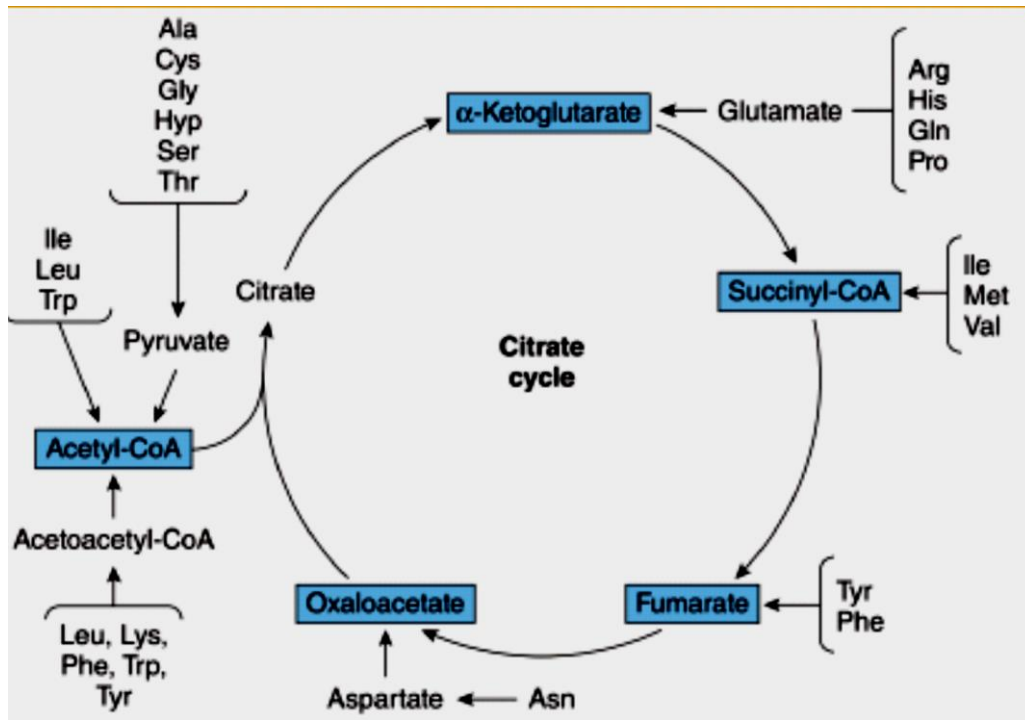 Ala
Cys
Gly
Hyp
Ser
Thr
Ile
Leu
Trp
Pyruvate
Acetyl-CoA
Acetoacetyl-CoA
Leu, Lys,
Phe, Trp,
Tyr
Citrate
α-Ketoglutarate
Glutamate
Arg
His
Gln
Pro
Succinyl-CoA
Ile
Met
Val
Citrate
cycle
Fumarate
Tyr
Phe
Oxaloacetate
Aspartate
Asn